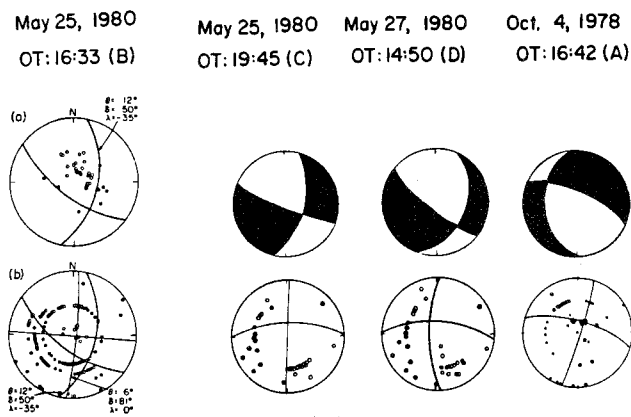 May 25, 1980
OT: 16:33 (B)
May 25, 1980
OT: 19:45 (C)
May 27, 1980
OT: 14:50 (D)
Oct. 4, 1978
OT: 16:42 (A)
(a)
N
θ= 12°
δ= 50°
λ=-35°
(b)
N
θ=12°
δ=50°
λ=-35°
θ= 6°
δ=81°
λ= 0°